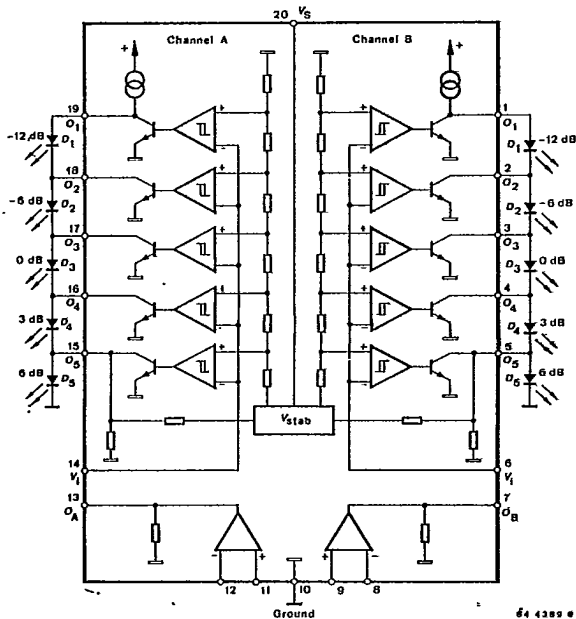 20 Vs
Channel A Channel B
+ +
19 1
O1 + + O1
-12 dB D1 - - D1 -12 dB
18 2
O2 + + O2
-6 dB D2 - - D2 -6 dB
17 3
O3 + + O3
0 dB D3 - - D3 0 dB
16 4
O4 + + O4
3 dB D4 - - D4 3 dB
15 5
O5 + + O5
6 dB D5 - - D5 6 dB
Vstab
14 6
Vi Vi
13 7
OA OB
- + + -
12 11 10 9 8
Ground